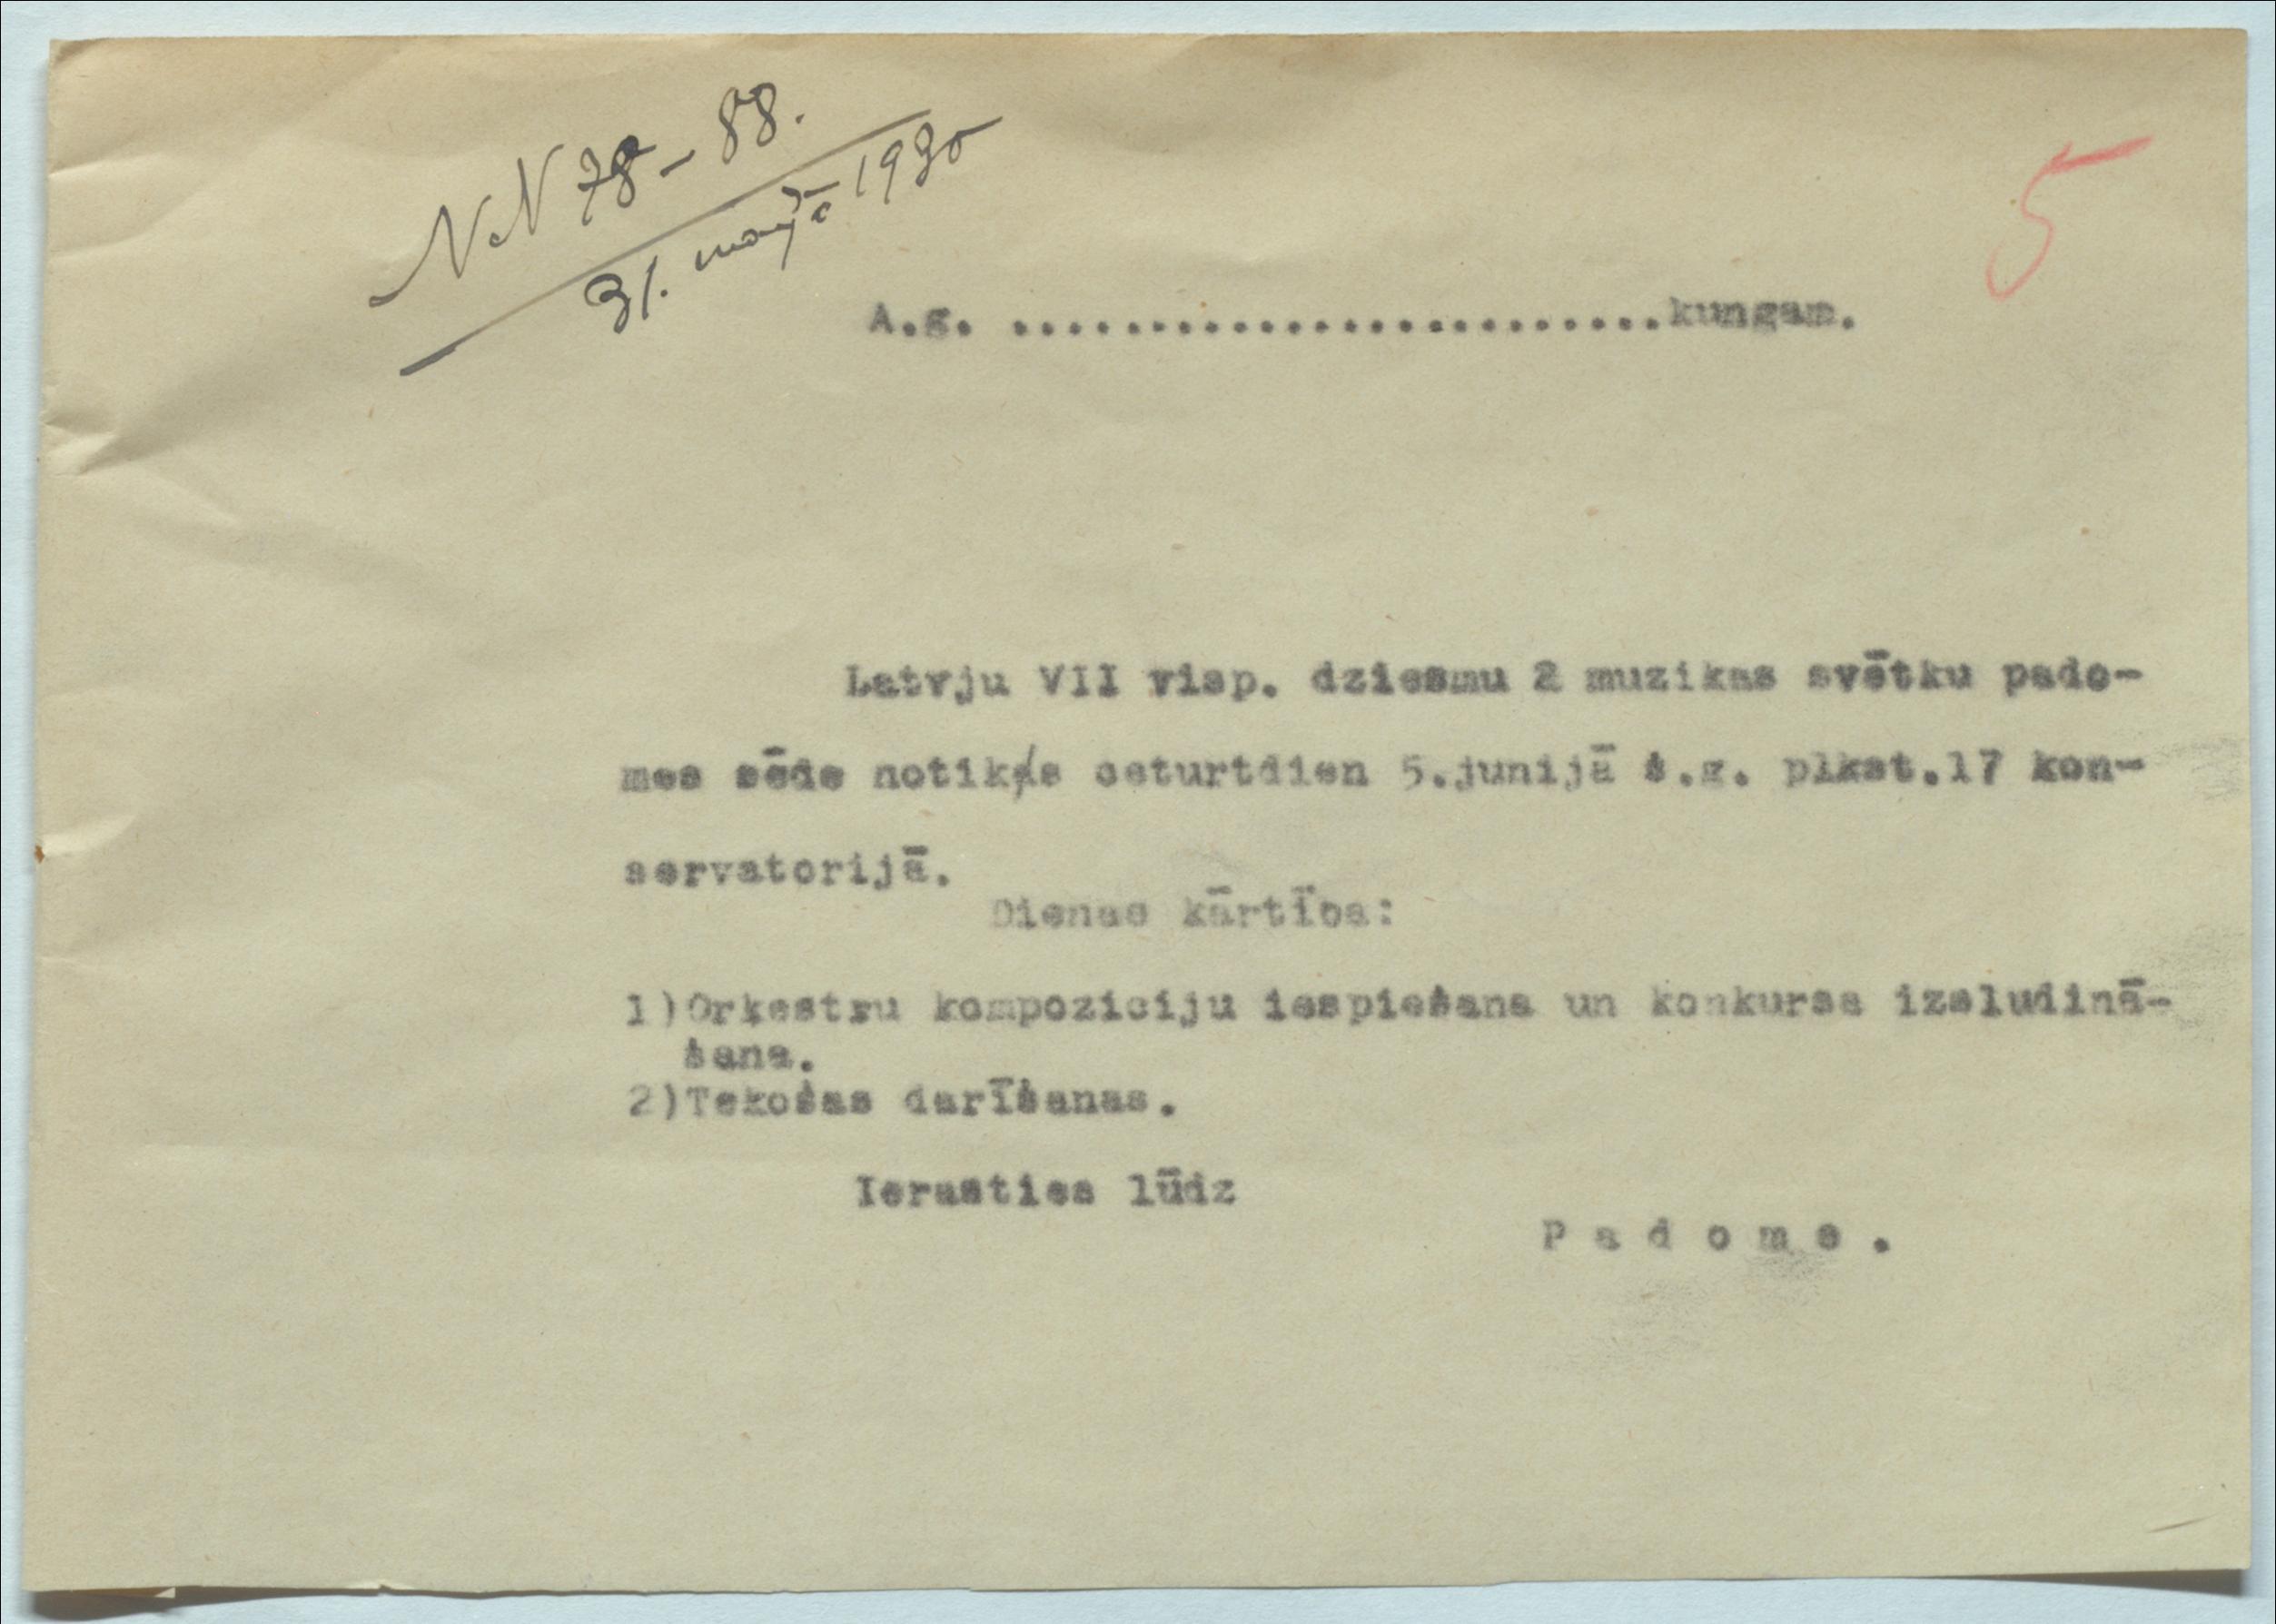 N.N 78 – 88.
31. maijā 1930
5
A.g. .........................kungam.
Latvju VII visp. dziesmu 2 muzikas svētku pado-
mes sēde notiks ceturtdien 5.junijā š.g. plkst.17 kon-
servatorijā.
Dienas kārtība:
1)Orķestru kompoziciju iespiešana un konkursa izsludinā-
šana.
2)Tekošas darīšanas.
Ierasties lūdz
P a d o m e .